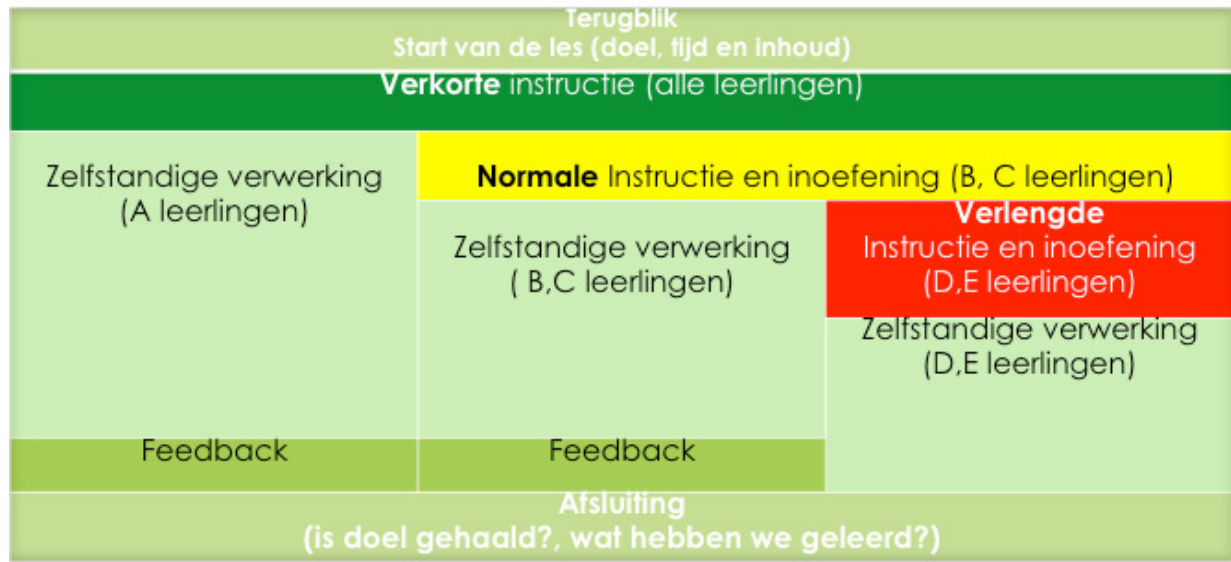 Terugblik
Start van de les (doel, tijd en inhoud)
Verkorte instructie (alle leerlingen)
Zelfstandige verwerking
(A leerlingen)
Normale Instructie en inoefening (B, C leerlingen)
Zelfstandige verwerking
( B,C leerlingen)
Verlengde
Instructie en inoefening
(D,E leerlingen)
Zelfstandige verwerking
(D,E leerlingen)
Feedback
Feedback
Afsluiting
(is doel gehaald?, wat hebben we geleerd?)